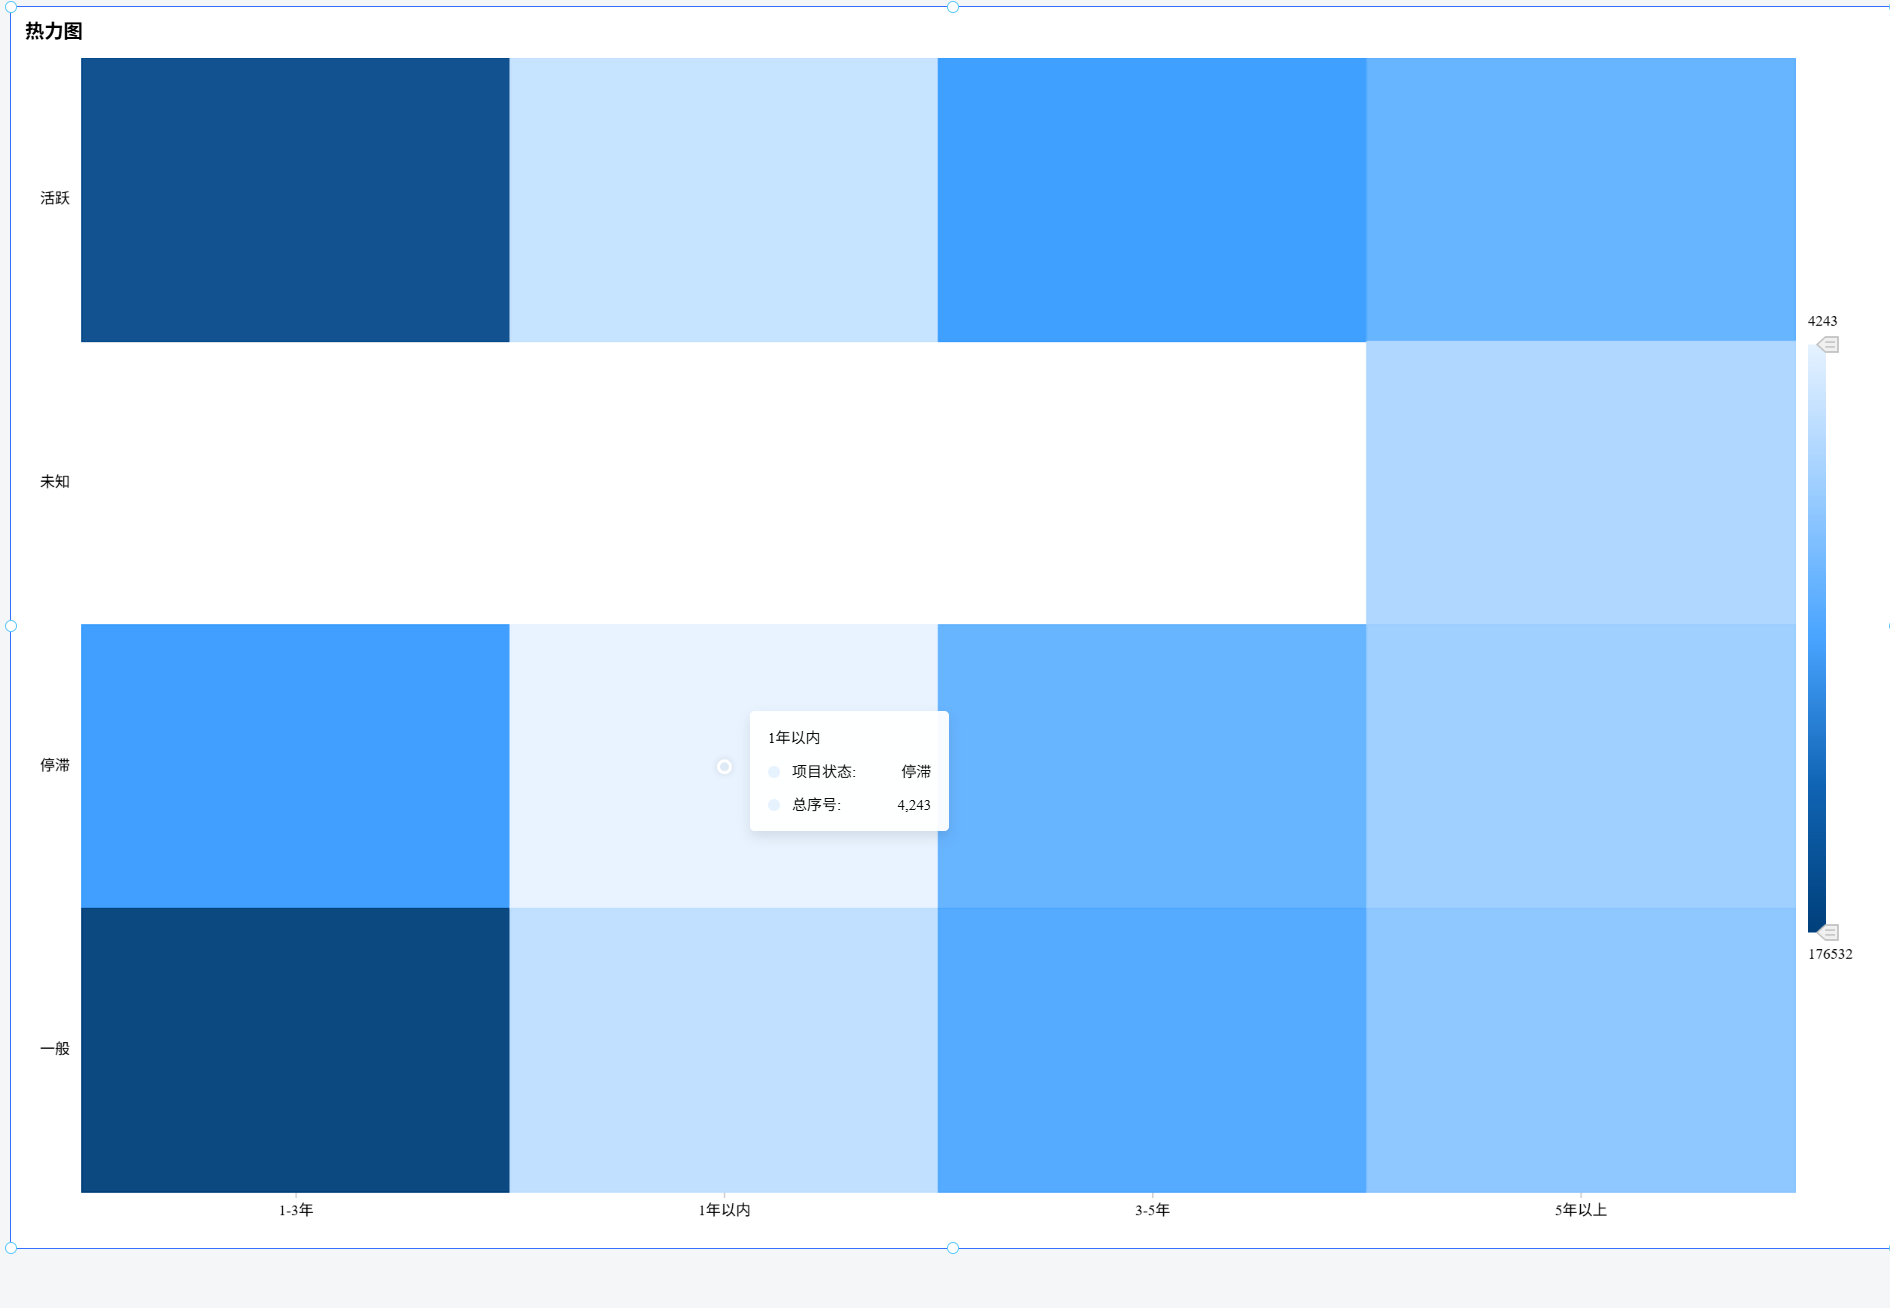 热力图
活跃
4243
未知
停滞
1年以内
项目状态: 停滞
总序号: 4,243
176532
一般
1-3年 1年以内 3-5年 5年以上